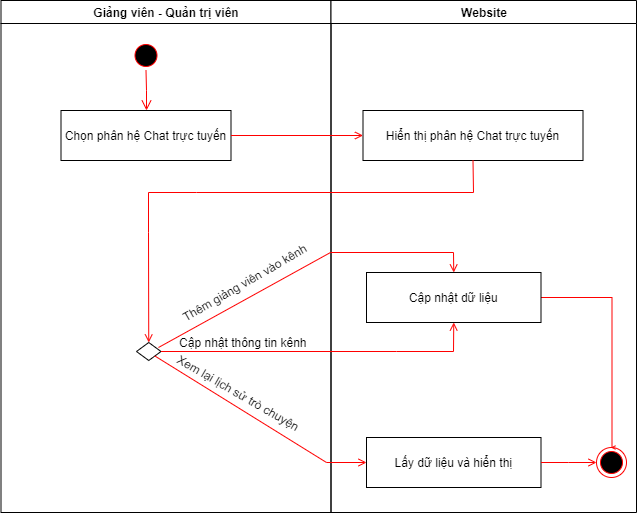 Giảng viên - Quản trị viên
Website
Chọn phân hệ Chat trực tuyến
Hiển thị phân hệ Chat trực tuyến
Thêm giảng viên vào kênh
Cập nhật dữ liệu
Cập nhật thông tin kênh
Xem lại lịch sử trò chuyện
Lấy dữ liệu và hiển thị